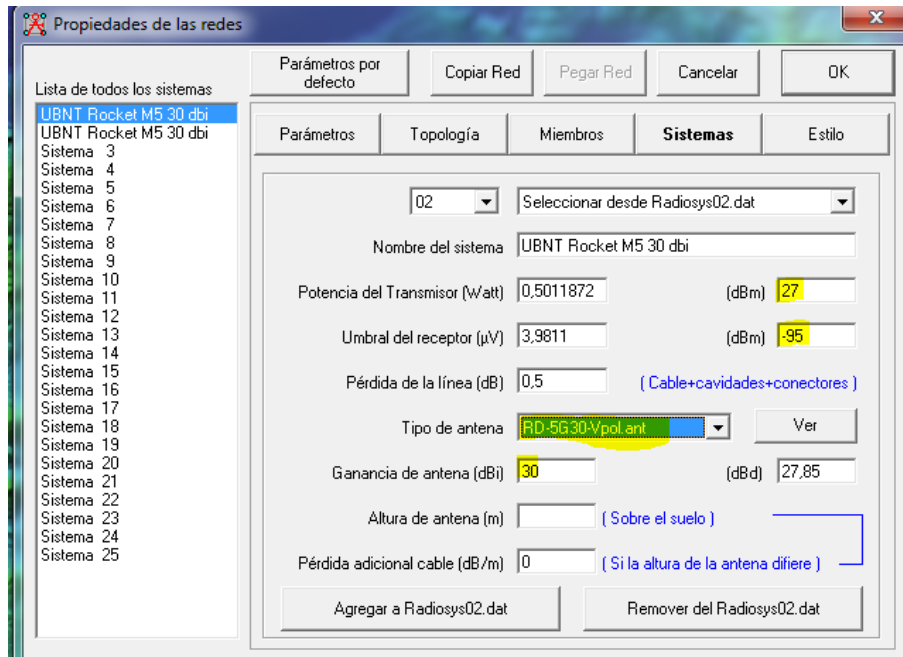 Propiedades de las redes
x
Parámetros por defecto
Copiar Red
Pegar Red
Cancelar
OK
Lista de todos los sistemas
UBNT Rocket M5 30 dbi
UBNT Rocket M5 30 dbi
Sistema 3
Sistema 4
Sistema 5
Sistema 6
Sistema 7
Sistema 8
Sistema 9
Sistema 10
Sistema 11
Sistema 12
Sistema 13
Sistema 14
Sistema 15
Sistema 16
Sistema 17
Sistema 18
Sistema 19
Sistema 20
Sistema 21
Sistema 22
Sistema 23
Sistema 24
Sistema 25
Parámetros
Topología
Miembros
Sistemas
Estilo
02
Seleccionar desde Radiosys02.dat
Nombre del sistema UBNT Rocket M5 30 dbi
Potencia del Transmisor (Watt) 0,5011872 (dBm) 27
Umbral del receptor (µV) 3,9811 (dBm) -95
Pérdida de la línea (dB) 0,5 ( Cable+cavidades+conectores )
Tipo de antena RD-5G30-Vpol.ant Ver
Ganancia de antena (dBi) 30 (dBd) 27,85
Altura de antena (m) ( Sobre el suelo )
Pérdida adicional cable (dB/m) 0 ( Si la altura de la antena difiere )
Agregar a Radiosys02.dat
Remover del Radiosys02.dat